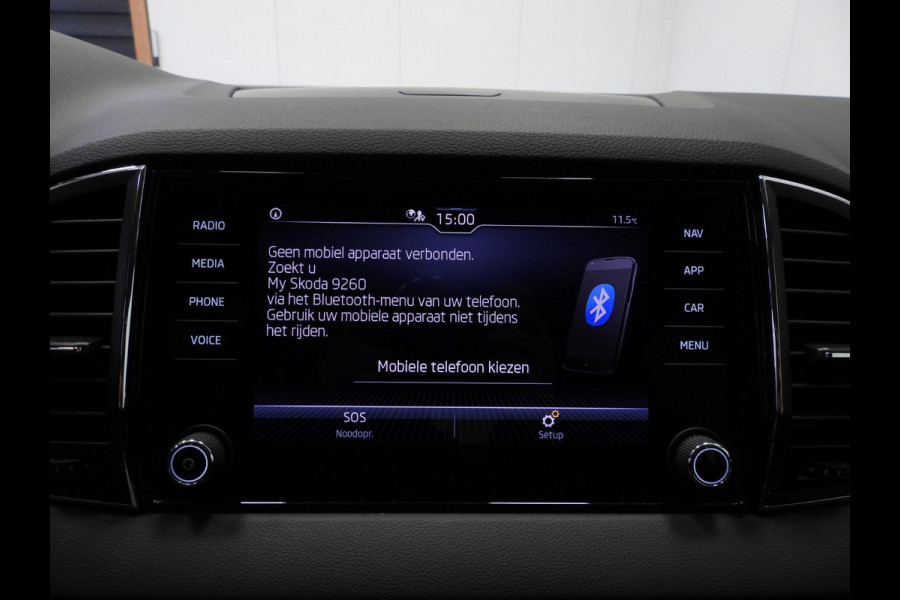 15:00
11.5°C
RADIO
MEDIA
PHONE
VOICE
Geen mobiel apparaat verbonden.
Zoekt u
My Skoda 9260
via het Bluetooth-menu van uw telefoon.
Gebruik uw mobiele apparaat niet tijdens
het rijden.
Mobiele telefoon kiezen
SOS
Noodopr.
Setup
NAV
APP
CAR
MENU